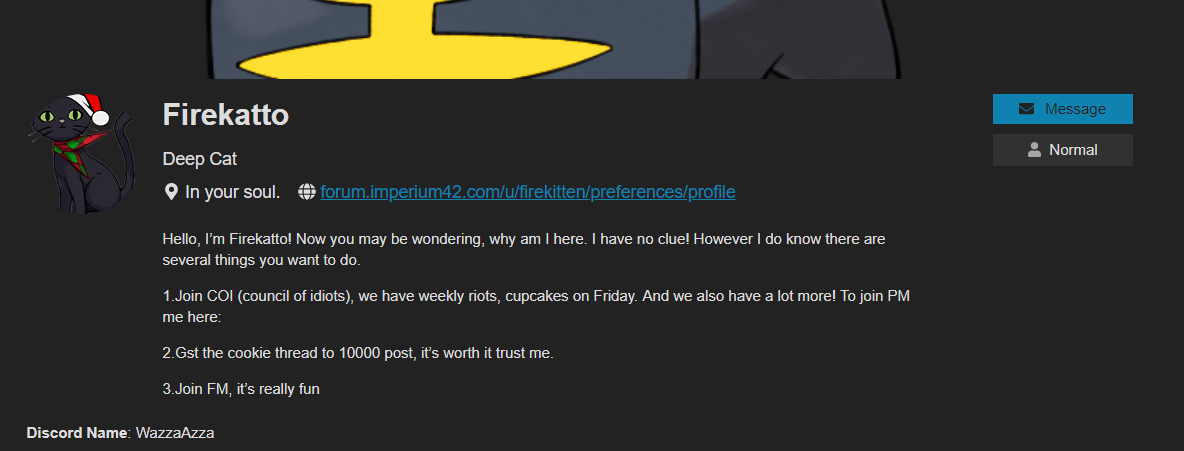 Firekatto
Message
Deep Cat
Normal
In your soul. forum.imperium42.com/u/firekitten/preferences/profile
Hello, I'm Firekatto! Now you may be wondering, why am I here. I have no clue! However I do know there are
several things you want to do.
1.Join COI (council of idiots), we have weekly riots, cupcakes on Friday. And we also have a lot more! To join PM
me here:
2.Gst the cookie thread to 10000 post, it's worth it trust me.
3.Join FM, it's really fun
Discord Name: WazzaAzza